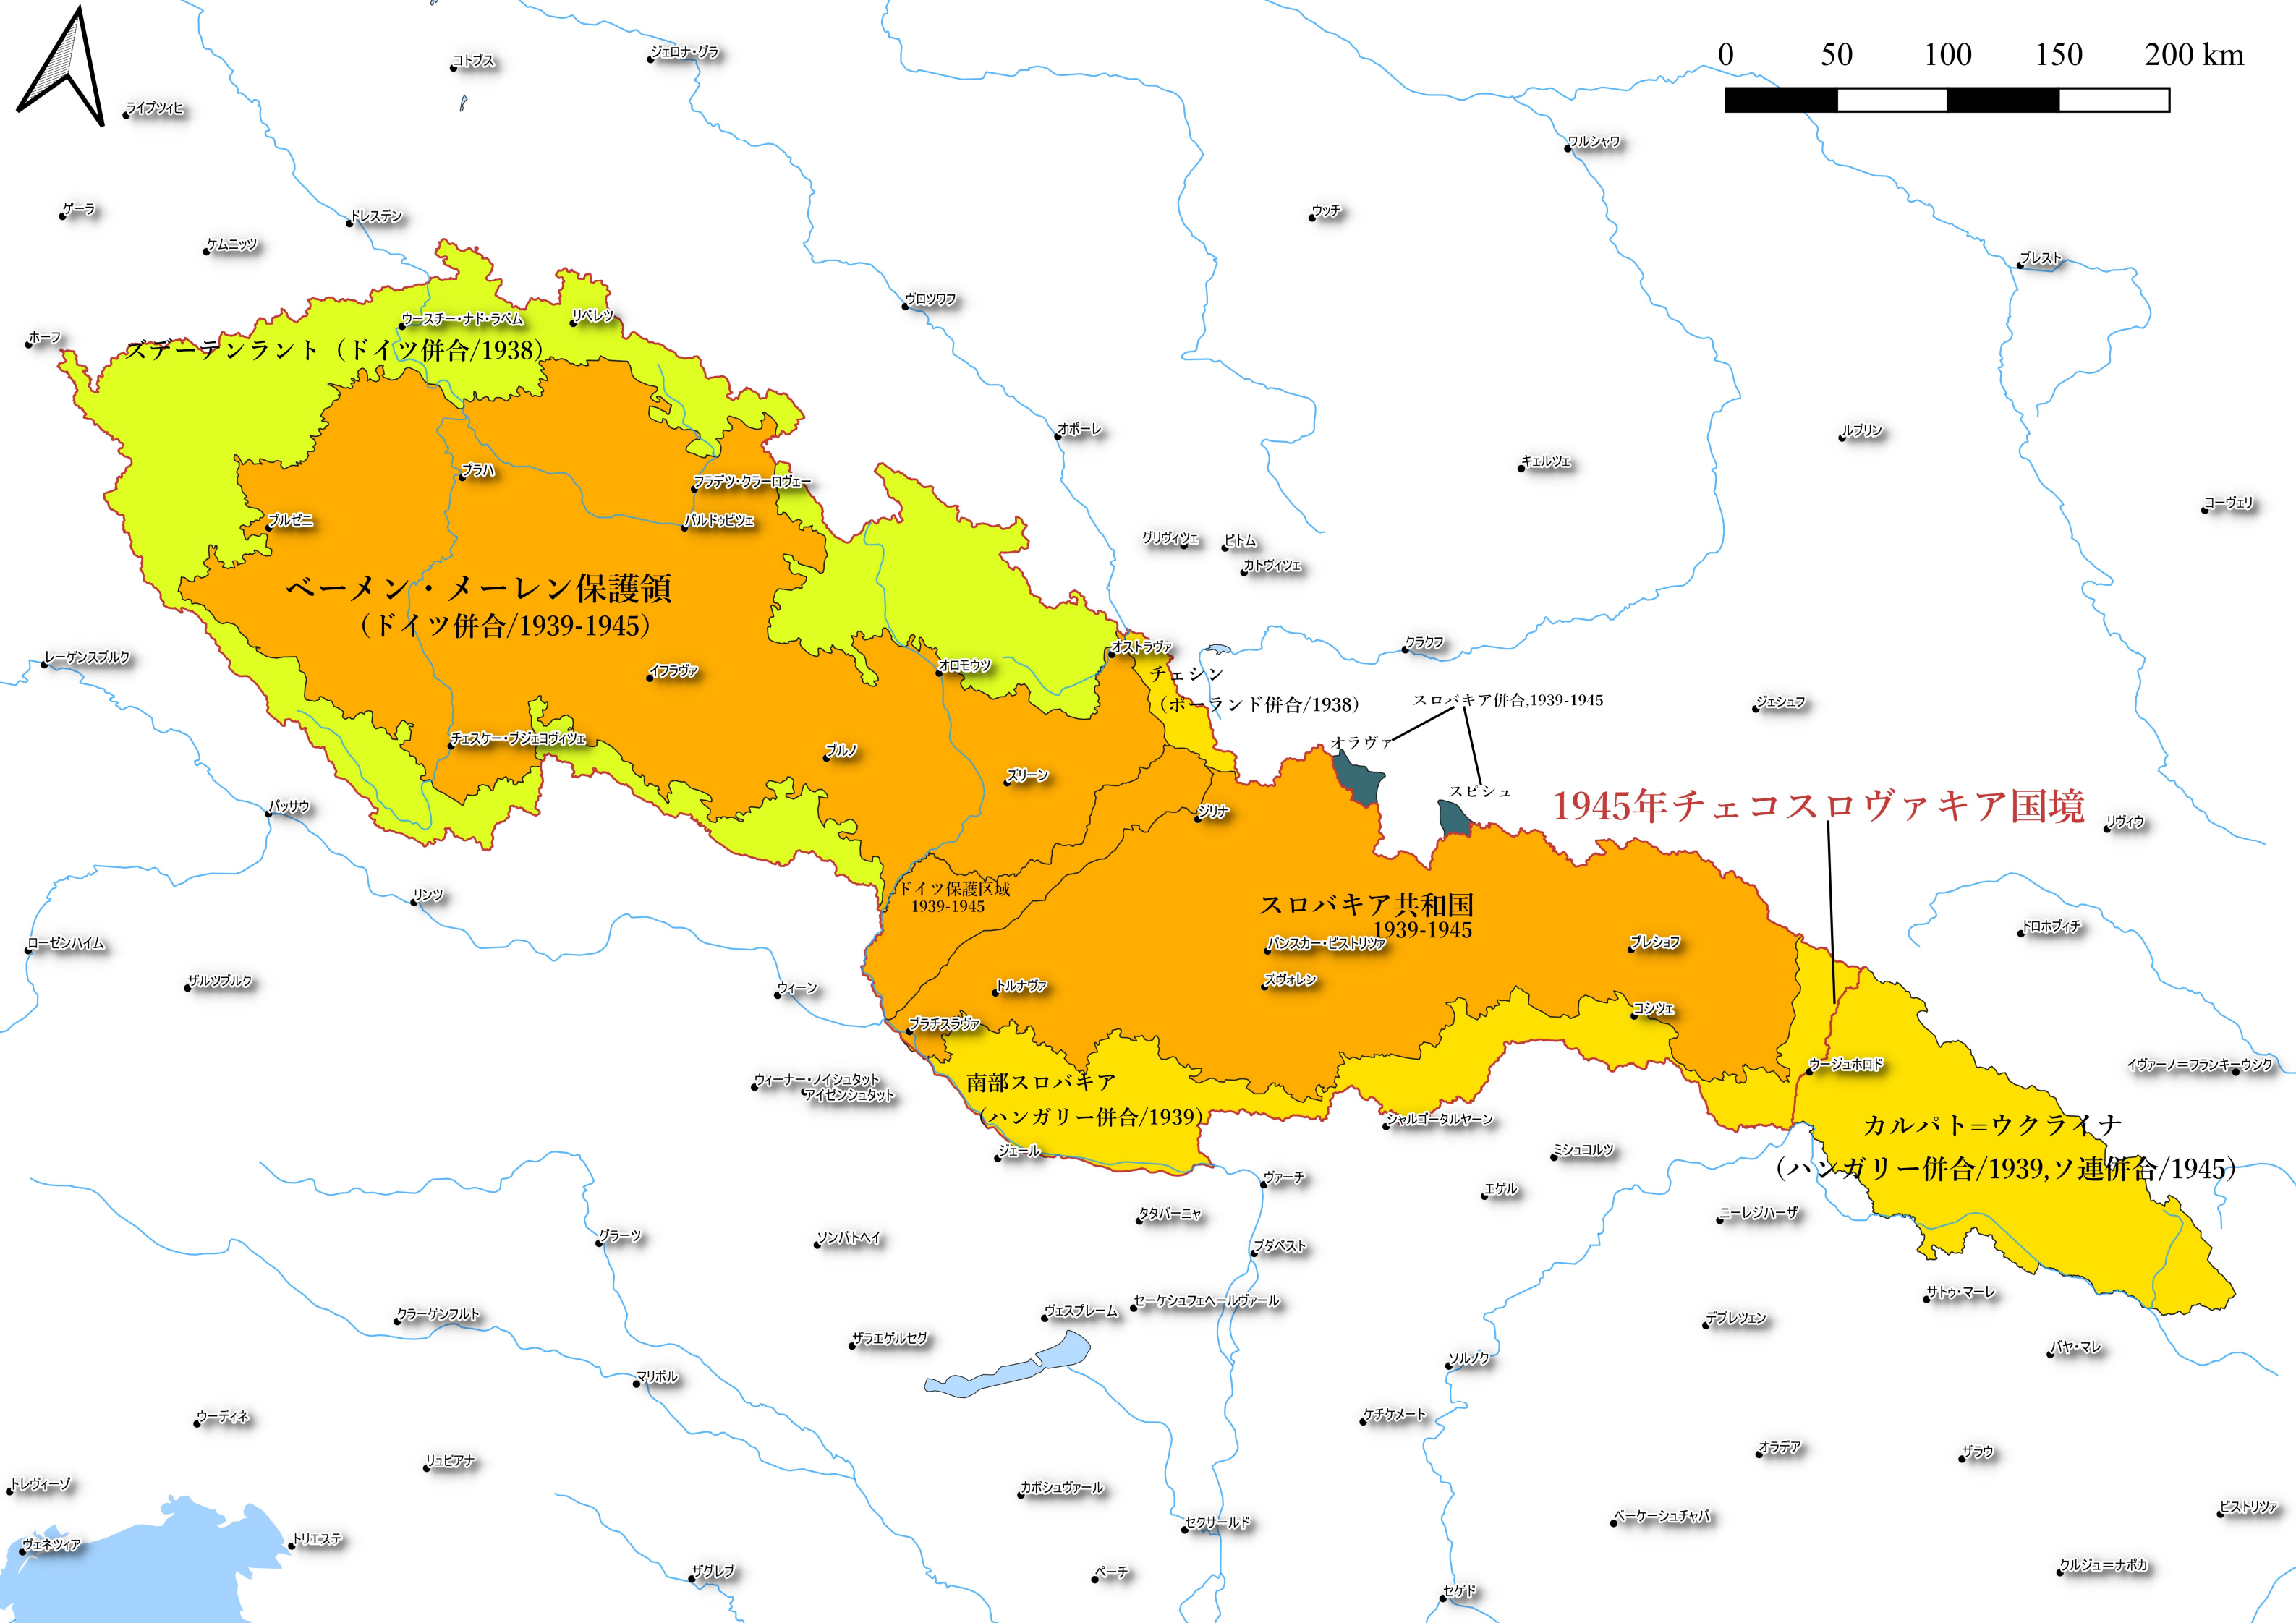 0 50 100 150 200 km
コトブス
ジェロナ・グラ
ライプツィヒ
ワルシャワ
ゲーラ
ドレスデン
ウッチ
ケムニッツ
ブレスト
ヴロツワフ
ウースチー・ナド・ラベム
リベレツ
ホーフ
ズデーテンラント（ドイツ併合/1938）
オポーレ
ルブリン
キェルツェ
プラハ
フラデツ・クラーロヴェー
コーヴェリ
プルゼニ
パルドゥビツェ
グリヴィツェ
ビトム
カトヴィツェ
ベーメン・メーレン保護領
（ドイツ併合/1939-1945）
オストラヴァ
クラクフ
レーゲンスブルク
オロモウツ
イフラヴァ
チェシン
（ポーランド併合/1938）
スロバキア併合,1939-1945
ジェシュフ
チェスケー・ブジェヨヴィツェ
オラヴァ
ブルノ
ズリーン
スピシュ
パッサウ
ジリナ
1945年チェコスロヴァキア国境
リヴィウ
リンツ
ドイツ保護区域
1939-1945
スロバキア共和国
1939-1945
ドロホブィチ
ローゼンハイム
バンスカー・ビストリツァ
プレショフ
ザルツブルク
ウィーン
トルナヴァ
ズヴォレン
コシツェ
ブラチスラヴァ
ウージュホロド
イヴァーノ＝フランキーウシク
ウィーナー・ノイシュタット
アイゼンシュタット
南部スロバキア
（ハンガリー併合/1939）
シャルゴータルヤーン
カルパト=ウクライナ
（ハンガリー併合/1939,ソ連併合/1945）
ジェール
ミシュコルツ
ヴァーチ
エゲル
タタバーニャ
ニーレジハーザ
グラーツ
ソンバトヘイ
ブダペスト
サトゥ・マーレ
セーケシュフェヘールヴァール
ヴェスプレーム
クラーゲンフルト
デブレツェン
ザラエゲルセグ
バヤ・マレ
ソルノク
マリボル
ウーディネ
ケチケメート
オラデア
ザラウ
リュビアナ
トレヴィーゾ
カポシュヴァール
ビストリツァ
セクサールド
ベーケーシュチャバ
ヴェネツィア
トリエステ
ザグレブ
ペーチ
クルジュ＝ナポカ
セゲド